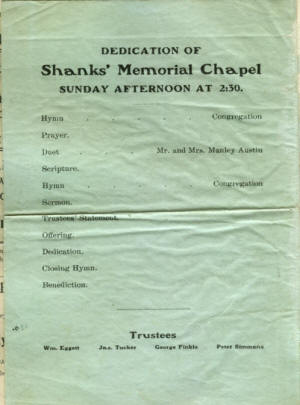 DEDICATION OF
Shanks' Memorial Chapel
SUNDAY AFTERNOON AT 2:30.
Hymn . . . . . Congregation
Prayer.
Duet . . . Mr. and Mrs. Manley Austin
Scripture.
Hymn . . . . . Congregation
Sermon.
Trustees' Statement.
Offering.
Dedication.
Closing Hymn.
Benediction.
Trustees
Wm. Eggett Jas. Tucker George Finkle Peter Simmons